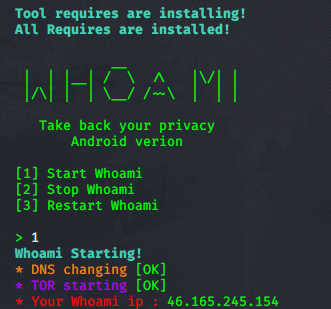 Tool requires are installing!
All Requires are installed!
WHOAMI
Take back your privacy
Android verion
[1] Start Whoami
[2] Stop Whoami
[3] Restart Whoami
> 1
Whoami Starting!
* DNS changing [OK]
* TOR starting [OK]
* Your Whoami ip : 46.165.245.154